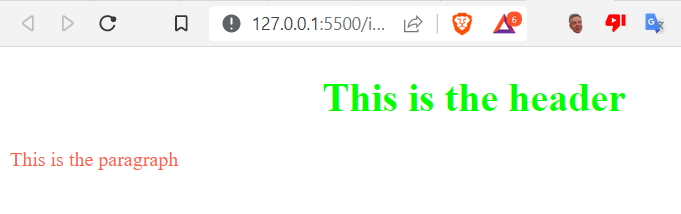 127.0.0.1:5500/i...
6
This is the header
This is the paragraph